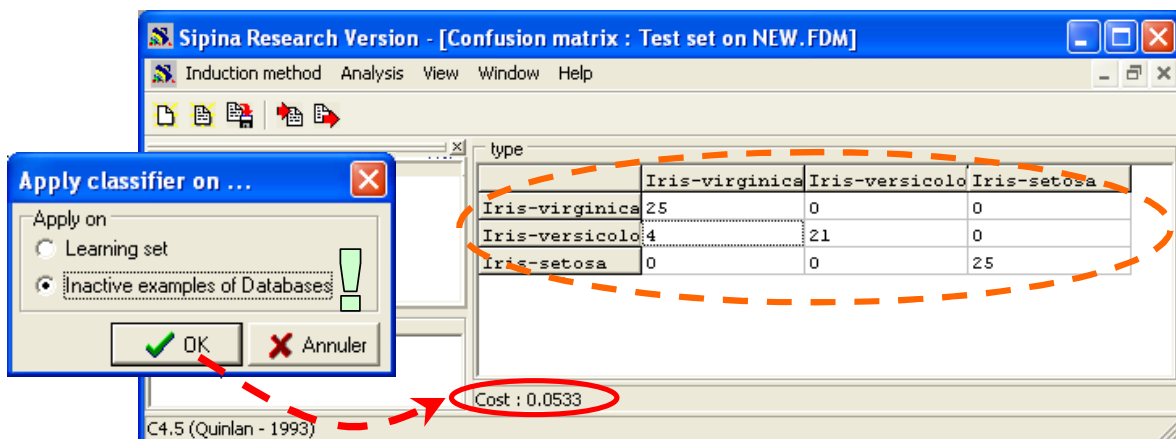 Sipina Research Version - [Confusion matrix : Test set on NEW.FDM]
Induction method Analysis View Window Help
type
Iris-virginica Iris-versicolo Iris-setosa
Iris-virginica 25 0 0
Iris-versicolo 4 21 0
Iris-setosa 0 0 25
Cost : 0.0533
C4.5 (Quinlan - 1993)
Apply classifier on ...
Apply on
Learning set
Inactive examples of Databases
!
OK Annuler